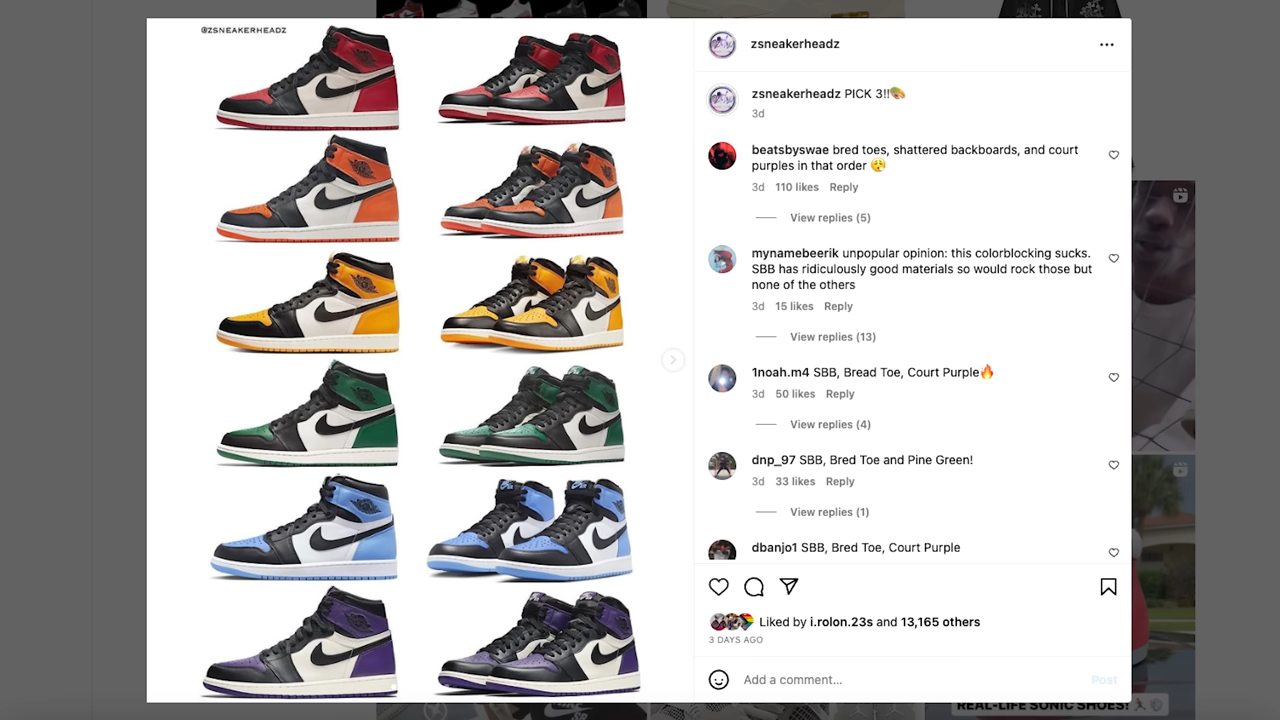 @ZSNEAKERHEADZ
zsneakerheadz
zsneakerheadz PICK 3!!
3d
beatsbyswae bred toes, shattered backboards, and court
purples in that order
3d 110 likes Reply
View replies (5)
mynamebeerik unpopular opinion: this colorblocking sucks.
SBB has ridiculously good materials so would rock those but
none of the others
3d 15 likes Reply
View replies (13)
1noah.m4 SBB, Bread Toe, Court Purple🔥
3d 50 likes Reply
View replies (4)
dnp_97 SBB, Bred Toe and Pine Green!
3d 33 likes Reply
View replies (1)
dbanjo1 SBB, Bred Toe, Court Purple
Liked by i.rolon.23s and 13,165 others
3 DAYS AGO
Add a comment...
Post
REAL-LIFE SONIC SHOES!